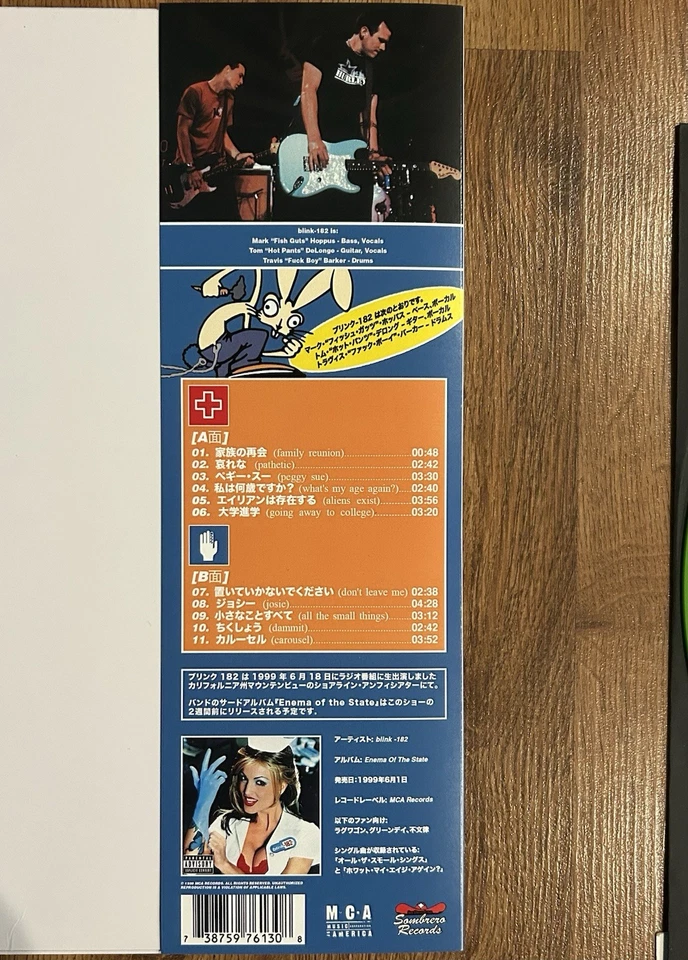 HURLEY
blink-182 is:
Mark "Fish Guts" Hoppus - Bass, Vocals
Tom "Hot Pants" DeLonge - Guitar, Vocals
Travis "Fuck Boy" Barker - Drums
ブリンク-182 は次のとおりです。
マーク・"フィッシュ・ガッツ"・ホッパス – ベース、ボーカル
トム・"ホット・パンツ"・デロング – ギター、ボーカル
トラヴィス・"ファック・ボーイ"・バーカー – ドラムス
[A面]
01. 家族の再会 (family reunion)........................00:48
02. 哀れな (pathetic)........................02:42
03. ペギー・スー (peggy sue)........................03:30
04. 私は何歳ですか? (what's my age again?)....02:40
05. エイリアンは存在する (aliens exist)............03:56
06. 大学進学 (going away to college)................03:20
[B面]
07. 置いていかないでください (don't leave me) 02:38
08. ジョシー (josie)........................04:28
09. 小さなことすべて (all the small things)........03:12
10. ちくしょう (dammit)........................02:42
11. カルーセル (carousel)........................03:52
ブリンク 182 は 1999 年 6 月 18 日にラジオ番組に生出演しました
カリフォルニア州マウンテンビューのショアライン・アンフィシアターにて。
バンドのサードアルバム『Enema of the State』はこのショーの
2週間前にリリースされる予定です.
アーティスト: blink -182
アルバム: Enema Of The State
発売日:1999年6月1日
レコードレーベル: MCA Records
以下のファン向け:
ラグワゴン、グリーンデイ、不文律
シングル曲が収録されている:
「オール・ザ・スモール・シングス」
と「ホワット・マイ・エイジ・アゲイン?」
PARENTAL
ADVISORY
EXPLICIT CONTENT
℗ 1999 MCA RECORDS. ALL RIGHTS RESERVED. UNAUTHORIZED
REPRODUCTION IS A VIOLATION OF APPLICABLE LAWS.
7 38759 76130 8
M·C·A
MUSIC CORPORATION
OF AMERICA
Sombrero
Records